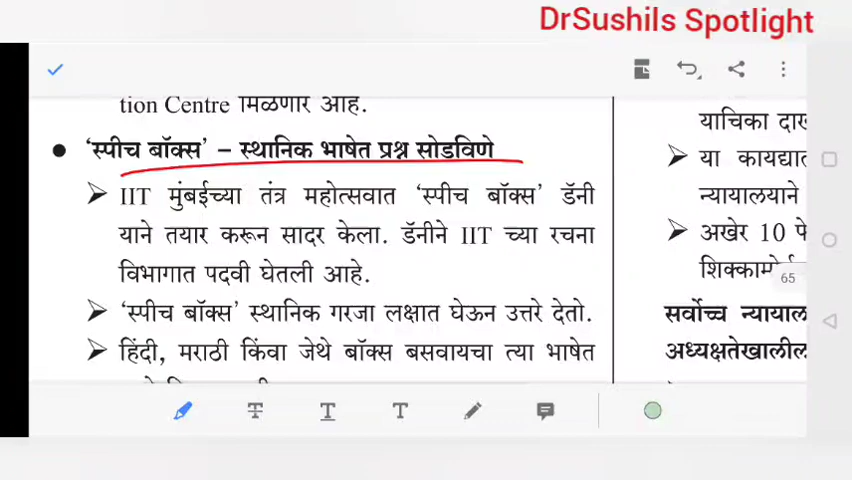 DrSushils Spotlight
tion Centre मिळणार आहे.
● ‘स्पीच बॉक्स’ – स्थानिक भाषेत प्रश्न सोडविणे
➢ IIT मुंबईच्या तंत्र महोत्सवात ‘स्पीच बॉक्स’ डॅनी
याने तयार करून सादर केला. डॅनीने IIT च्या रचना
विभागात पदवी घेतली आहे.
➢ ‘स्पीच बॉक्स’ स्थानिक गरजा लक्षात घेऊन उत्तरे देतो.
➢ हिंदी, मराठी किंवा जेथे बॉक्स बसवायचा त्या भाषेत
याचिका दाख
➢ या कायद्यात
न्यायालयाने
➢ अखेर 10 फे
65
सर्वोच्च न्यायाल
अध्यक्षतेखालील
T T T